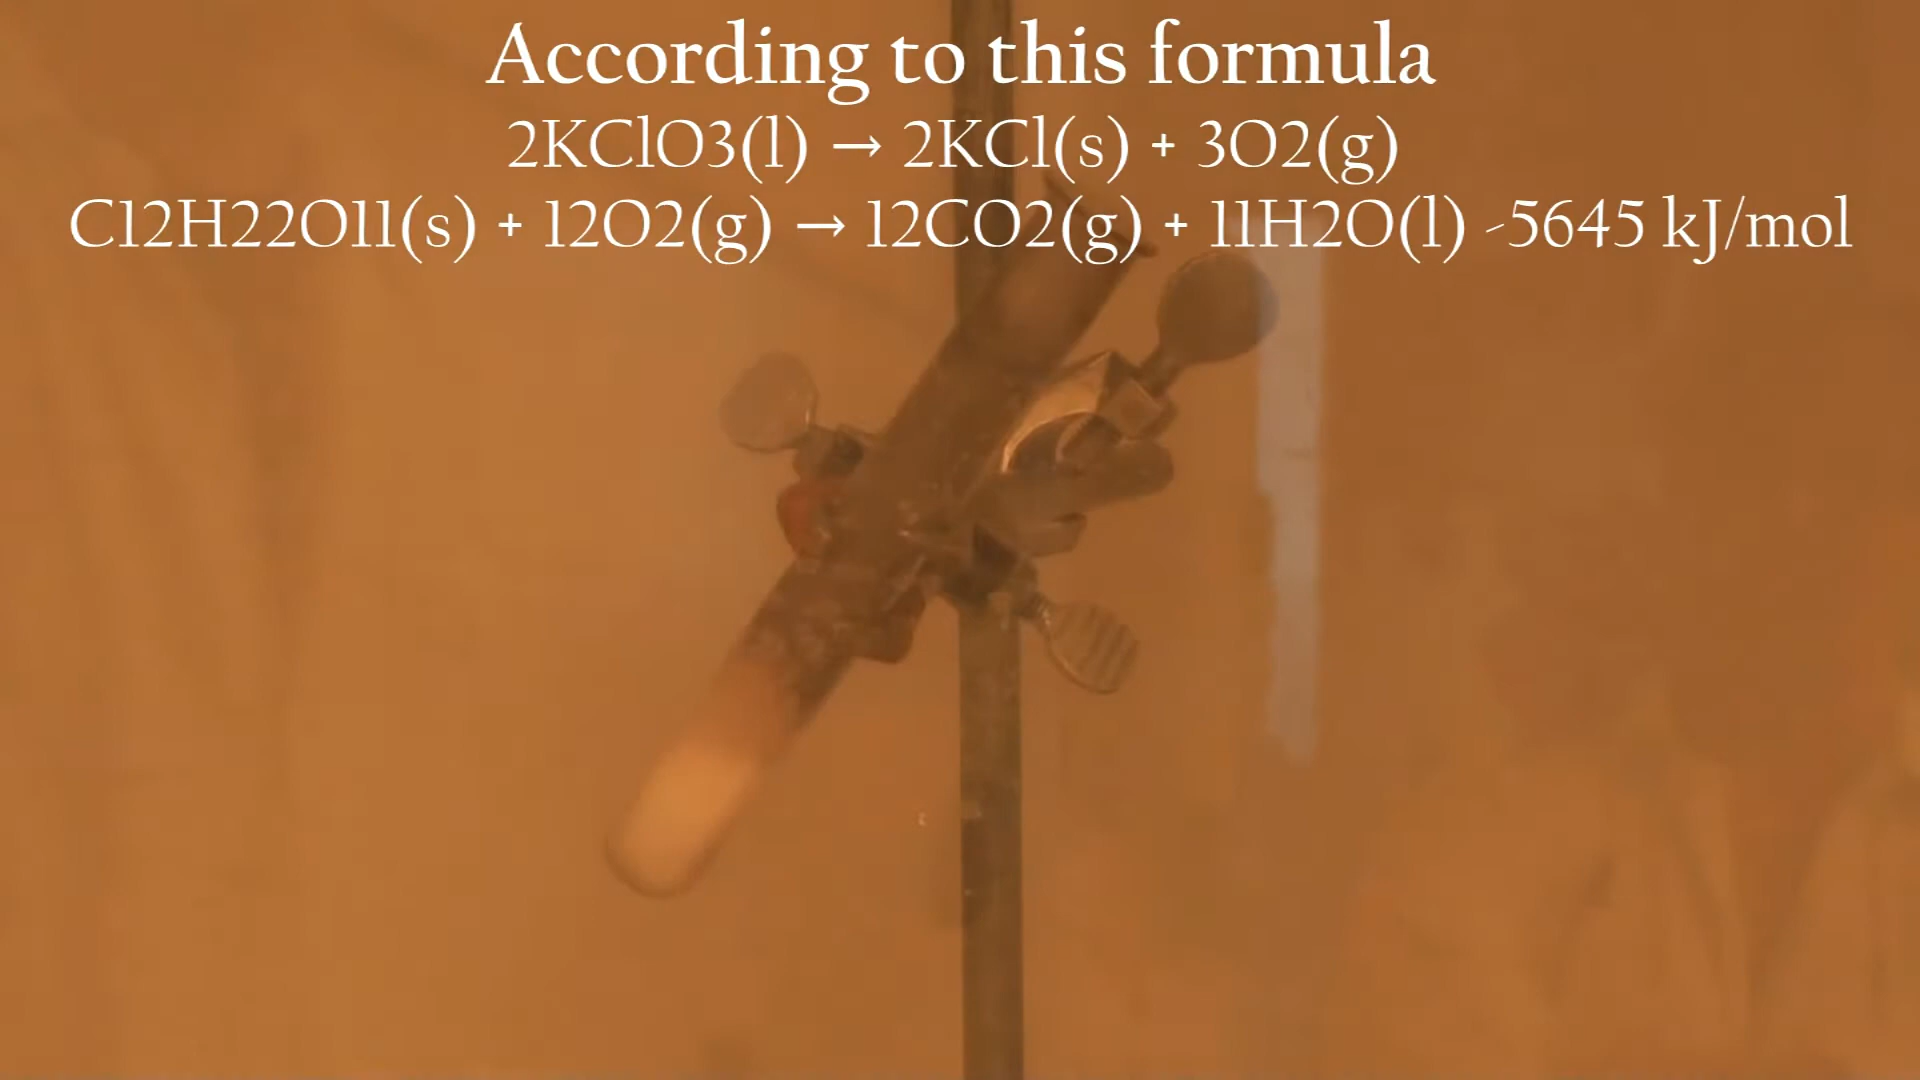 According to this formula
2KClO3(l) → 2KCl(s) + 3O2(g)
C12H22O11(s) + 12O2(g) → 12CO2(g) + 11H2O(l) -5645 kJ/mol